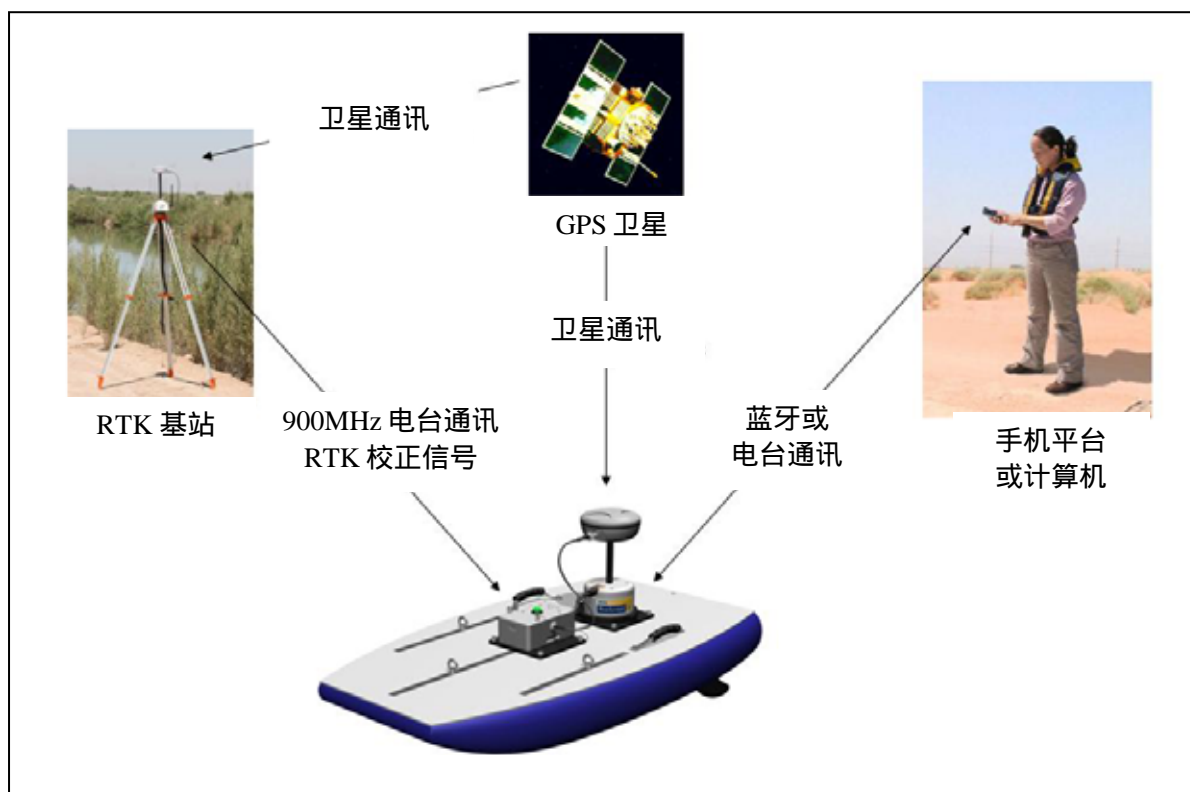 卫星通讯
GPS 卫星
卫星通讯
RTK 基站
900MHz 电台通讯
RTK 校正信号
蓝牙或
电台通讯
手机平台
或计算机